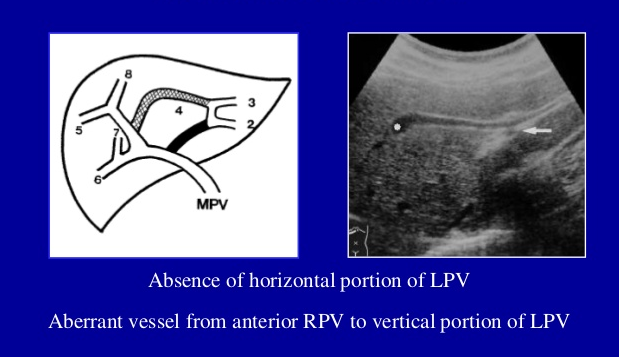 8
3
4
5
7
2
6
MPV
Absence of horizontal portion of LPV
Aberrant vessel from anterior RPV to vertical portion of LPV